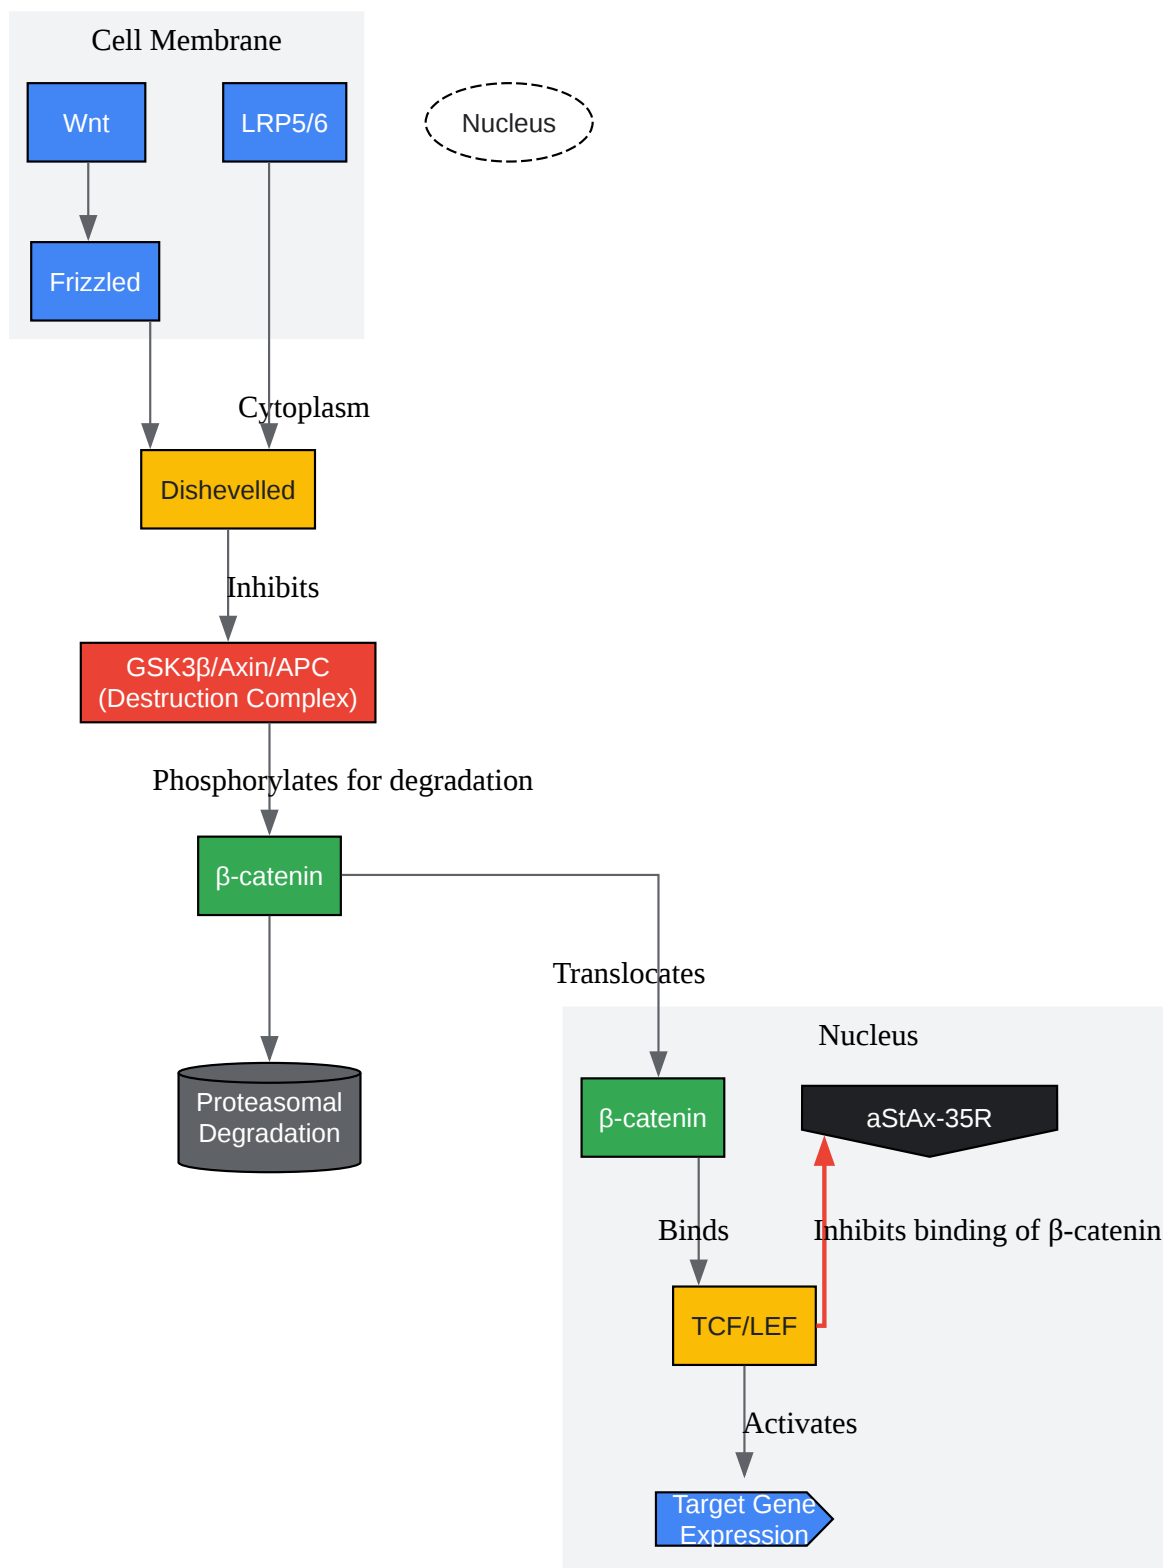 Cell Membrane
Wnt
LRP5/6
Nucleus
Frizzled
Cytoplasm
Dishevelled
Inhibits
GSK3β/Axin/APC
(Destruction Complex)
Phosphorylates for degradation
β-catenin
Translocates
Nucleus
Proteasomal
Degradation
β-catenin
aStAx-35R
Binds
Inhibits binding of β-catenin
TCF/LEF
Activates
Target Gene
Expression